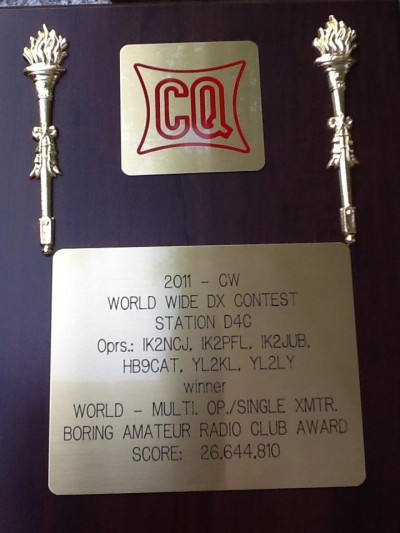 CQ
2011 - CW
WORLD WIDE DX CONTEST
STATION D4C
Oprs.: IK2NCJ, IK2PFL, IK2JUB,
HB9CAT, YL2KL, YL2LY
winner
WORLD - MULTI. OP./SINGLE XMTR.
BORING AMATEUR RADIO CLUB AWARD
SCORE: 26,644,810